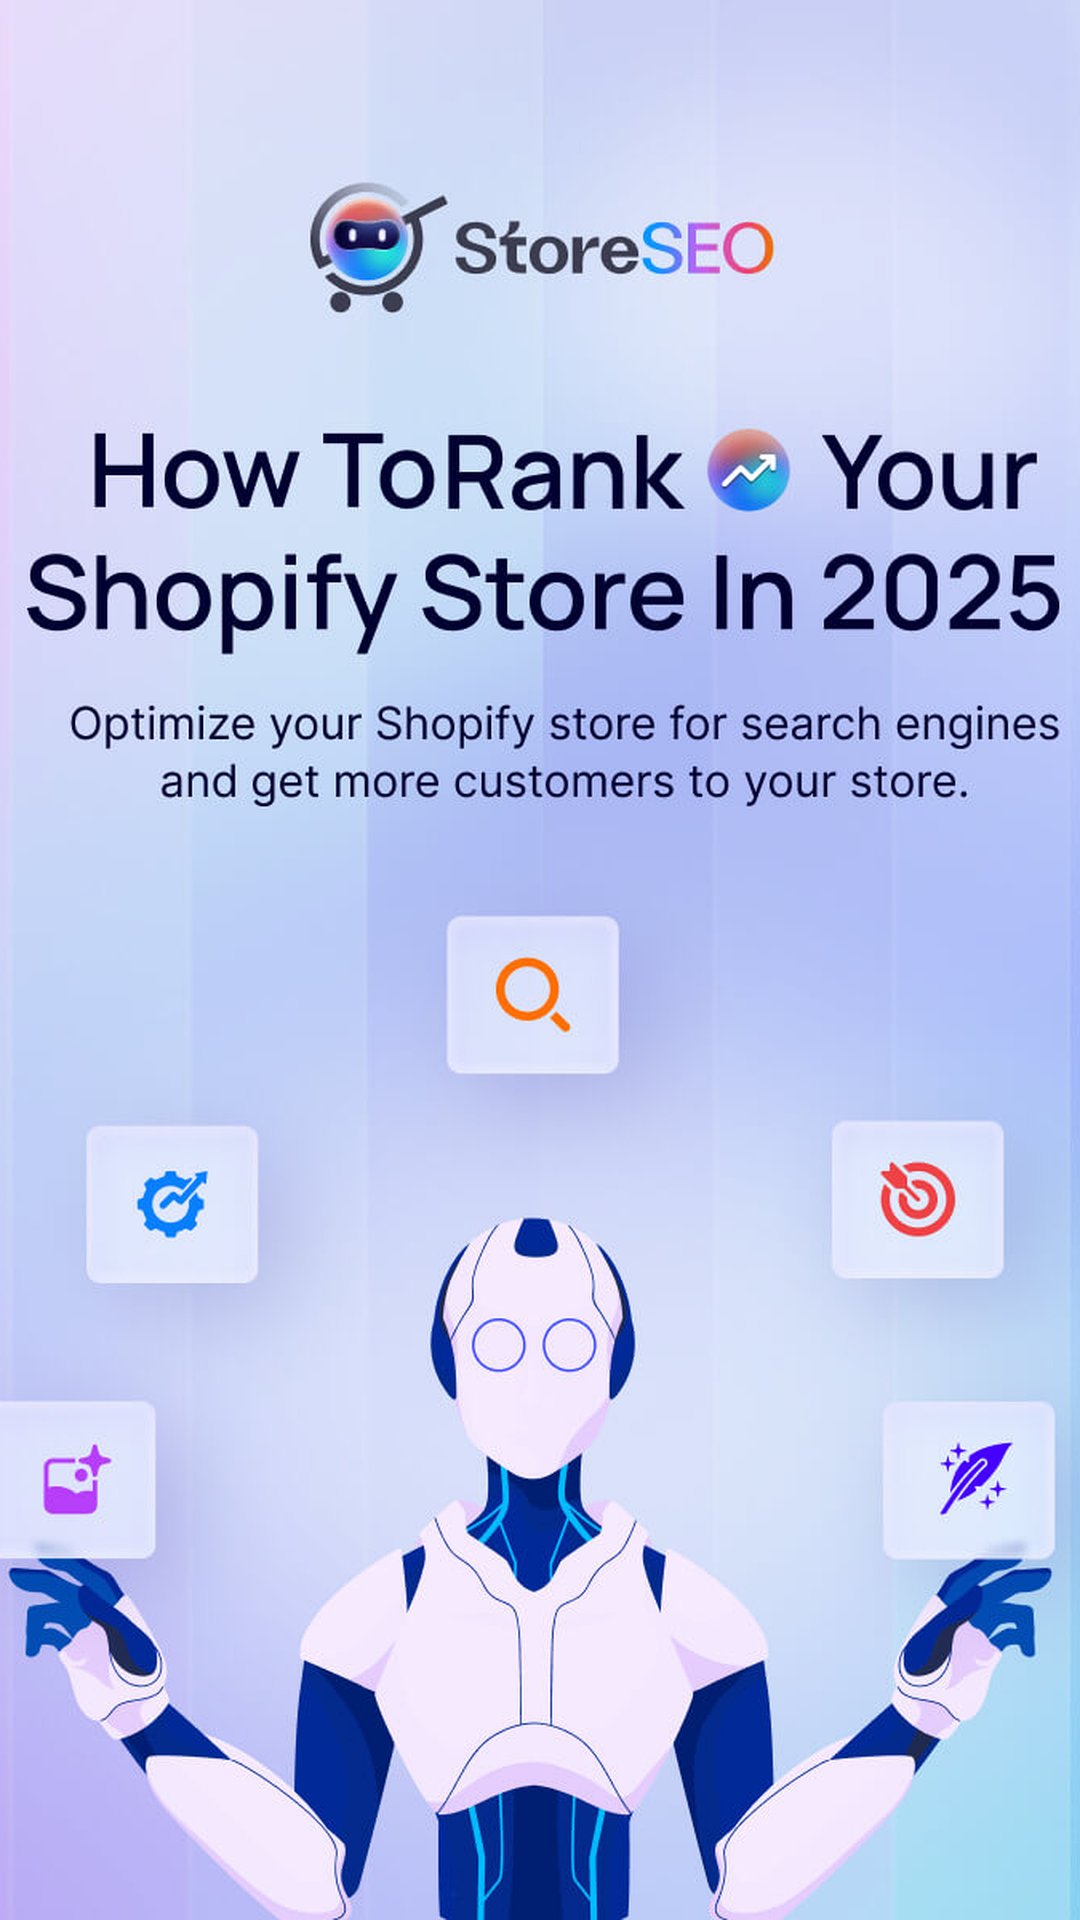 StoreSEO
How ToRank Your
Shopify Store In 2025
Optimize your Shopify store for search engines
and get more customers to your store.